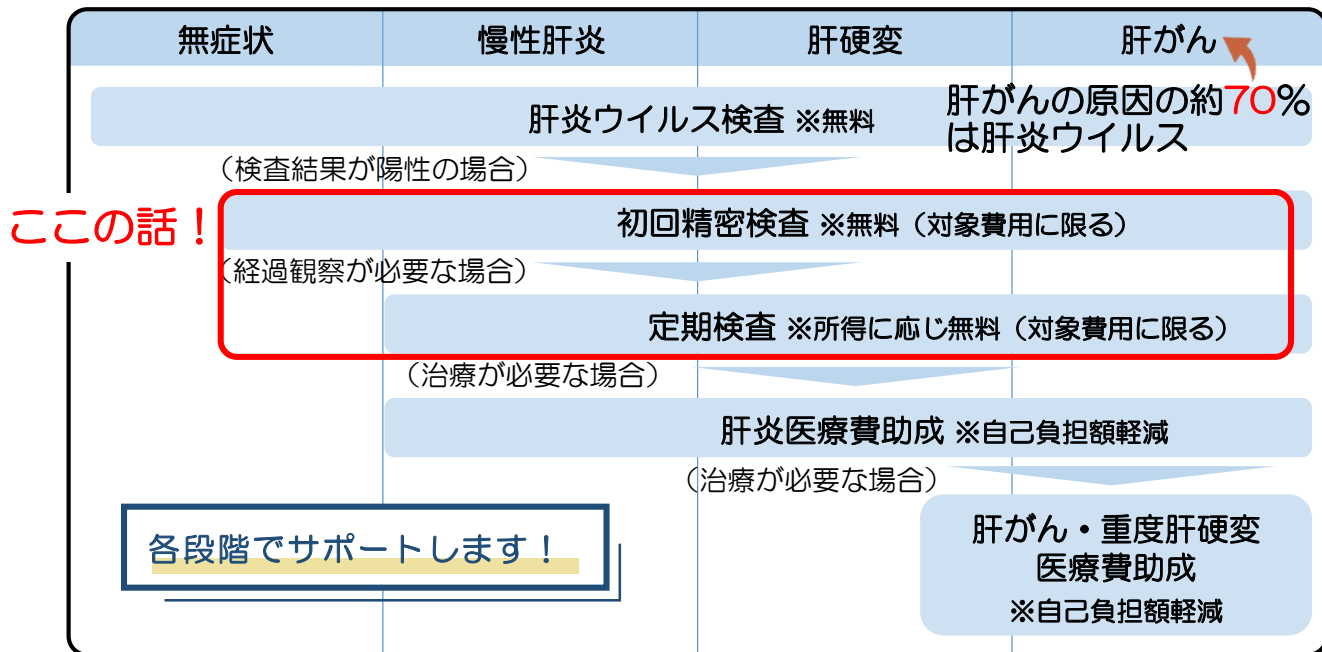 無症状
慢性肝炎
肝硬変
肝がん
肝がんの原因の約70%
は肝炎ウイルス
肝炎ウイルス検査 ※無料
（検査結果が陽性の場合）
ここの話！
初回精密検査 ※無料（対象費用に限る）
（経過観察が必要な場合）
定期検査 ※所得に応じ無料（対象費用に限る）
（治療が必要な場合）
肝炎医療費助成 ※自己負担額軽減
（治療が必要な場合）
肝がん・重度肝硬変
医療費助成
※自己負担額軽減
各段階でサポートします！